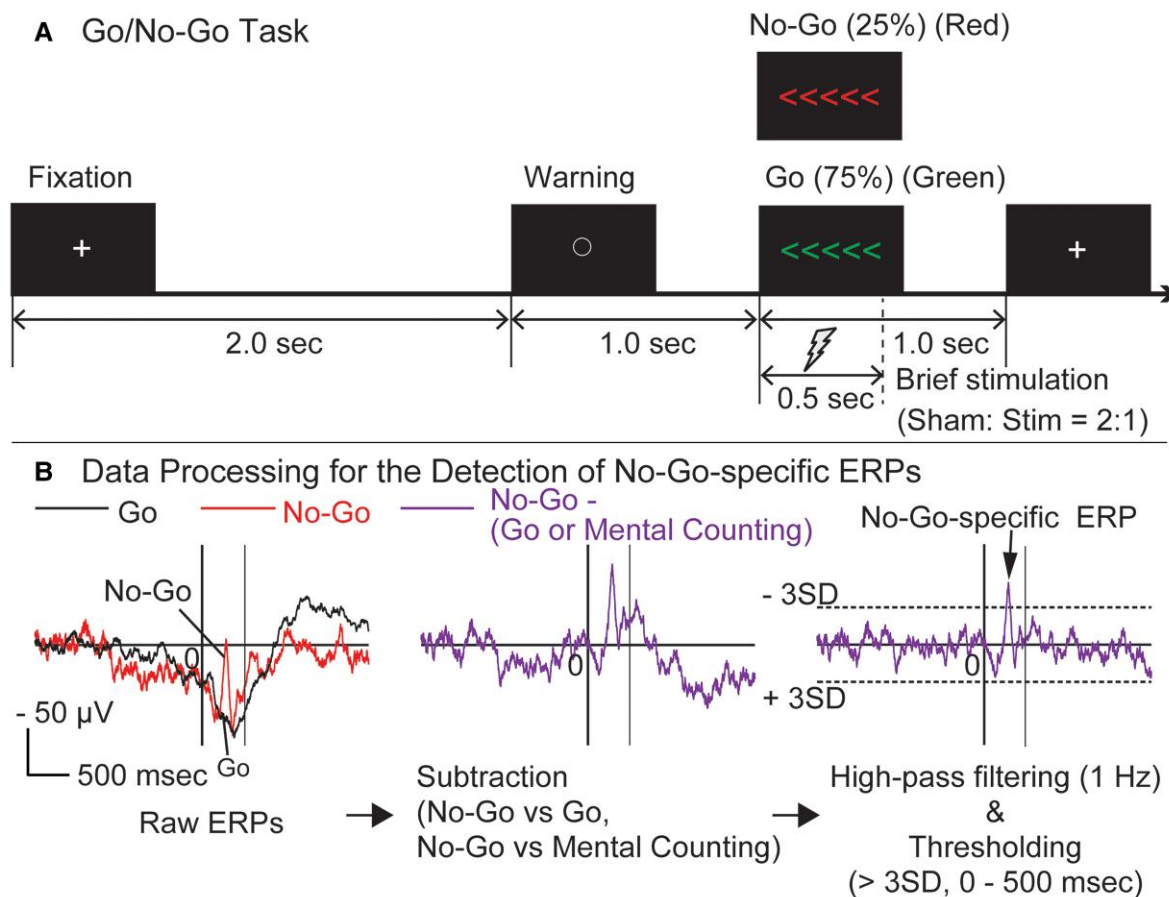 A Go/No-Go Task
No-Go (25%) (Red)
<<<<<
Fixation
Warning
Go (75%) (Green)
+
○
<<<<<
+
2.0 sec
1.0 sec
1.0 sec
0.5 sec
Brief stimulation
(Sham: Stim = 2:1)
B Data Processing for the Detection of No-Go-specific ERPs
Go
No-Go
No-Go -
(Go or Mental Counting)
No-Go-specific ERP
No-Go
- 3SD
0
0
0
+ 3SD
- 50 µV
500 msec
Go
Raw ERPs
Subtraction
(No-Go vs Go,
No-Go vs Mental Counting)
High-pass filtering (1 Hz)
&
Thresholding
(> 3SD, 0 - 500 msec)